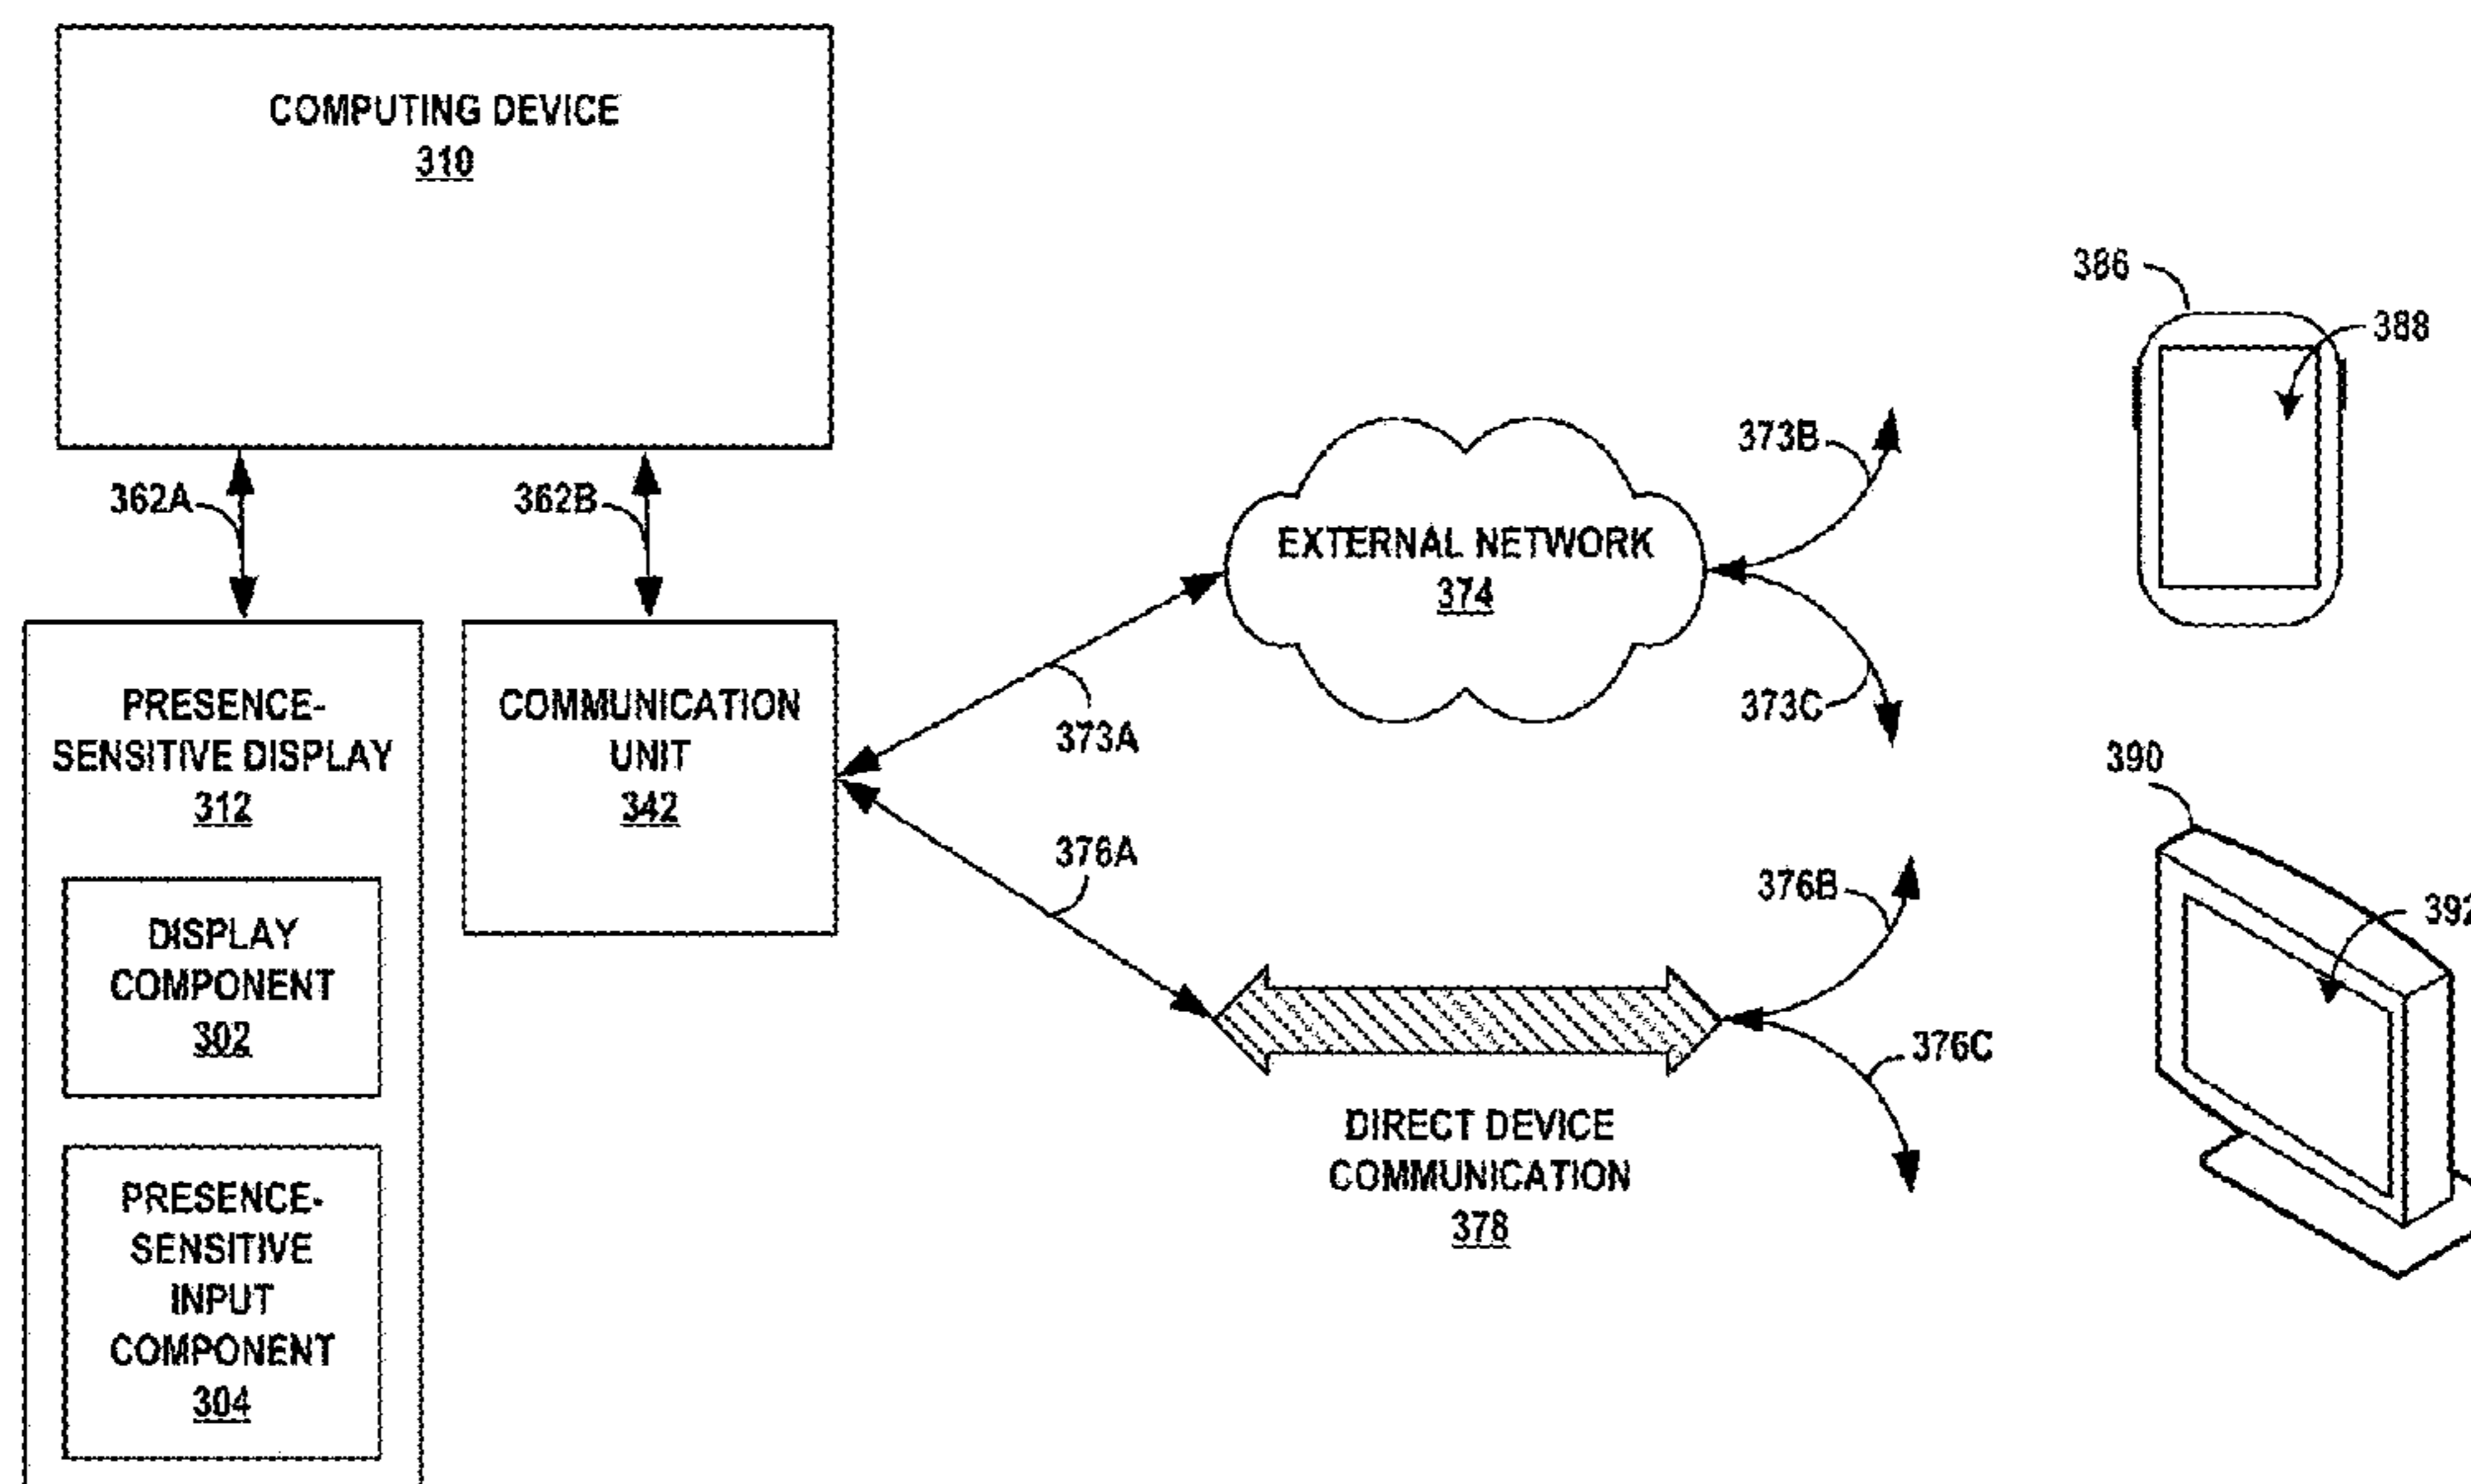 COMPUTING DEVICE
310
362A
362B
PRESENCE-
SENSITIVE DISPLAY
312
DISPLAY
COMPONENT
302
PRESENCE-
SENSITIVE
INPUT
COMPONENT
304
COMMUNICATION
UNIT
342
373A
376A
EXTERNAL NETWORK
374
373B
373C
DIRECT DEVICE
COMMUNICATION
378
376B
376C
386
388
390
392